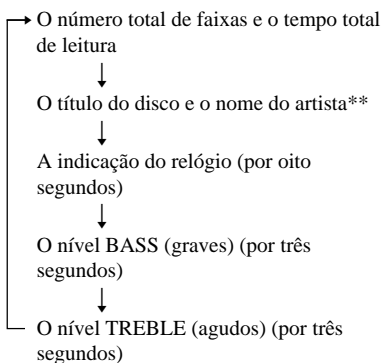 O número total de faixas e o tempo total
de leitura
O título do disco e o nome do artista**
A indicação do relógio (por oito
segundos)
O nível BASS (graves) (por três
segundos)
O nível TREBLE (agudos) (por três
segundos)